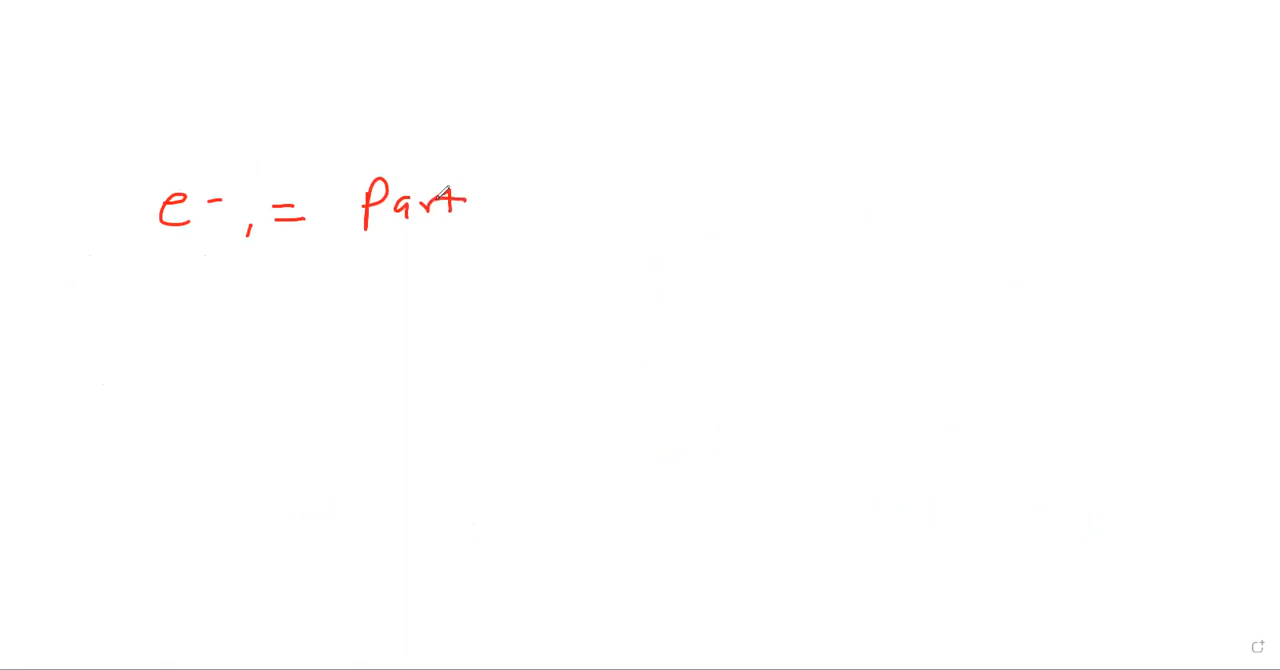 e-, = Part